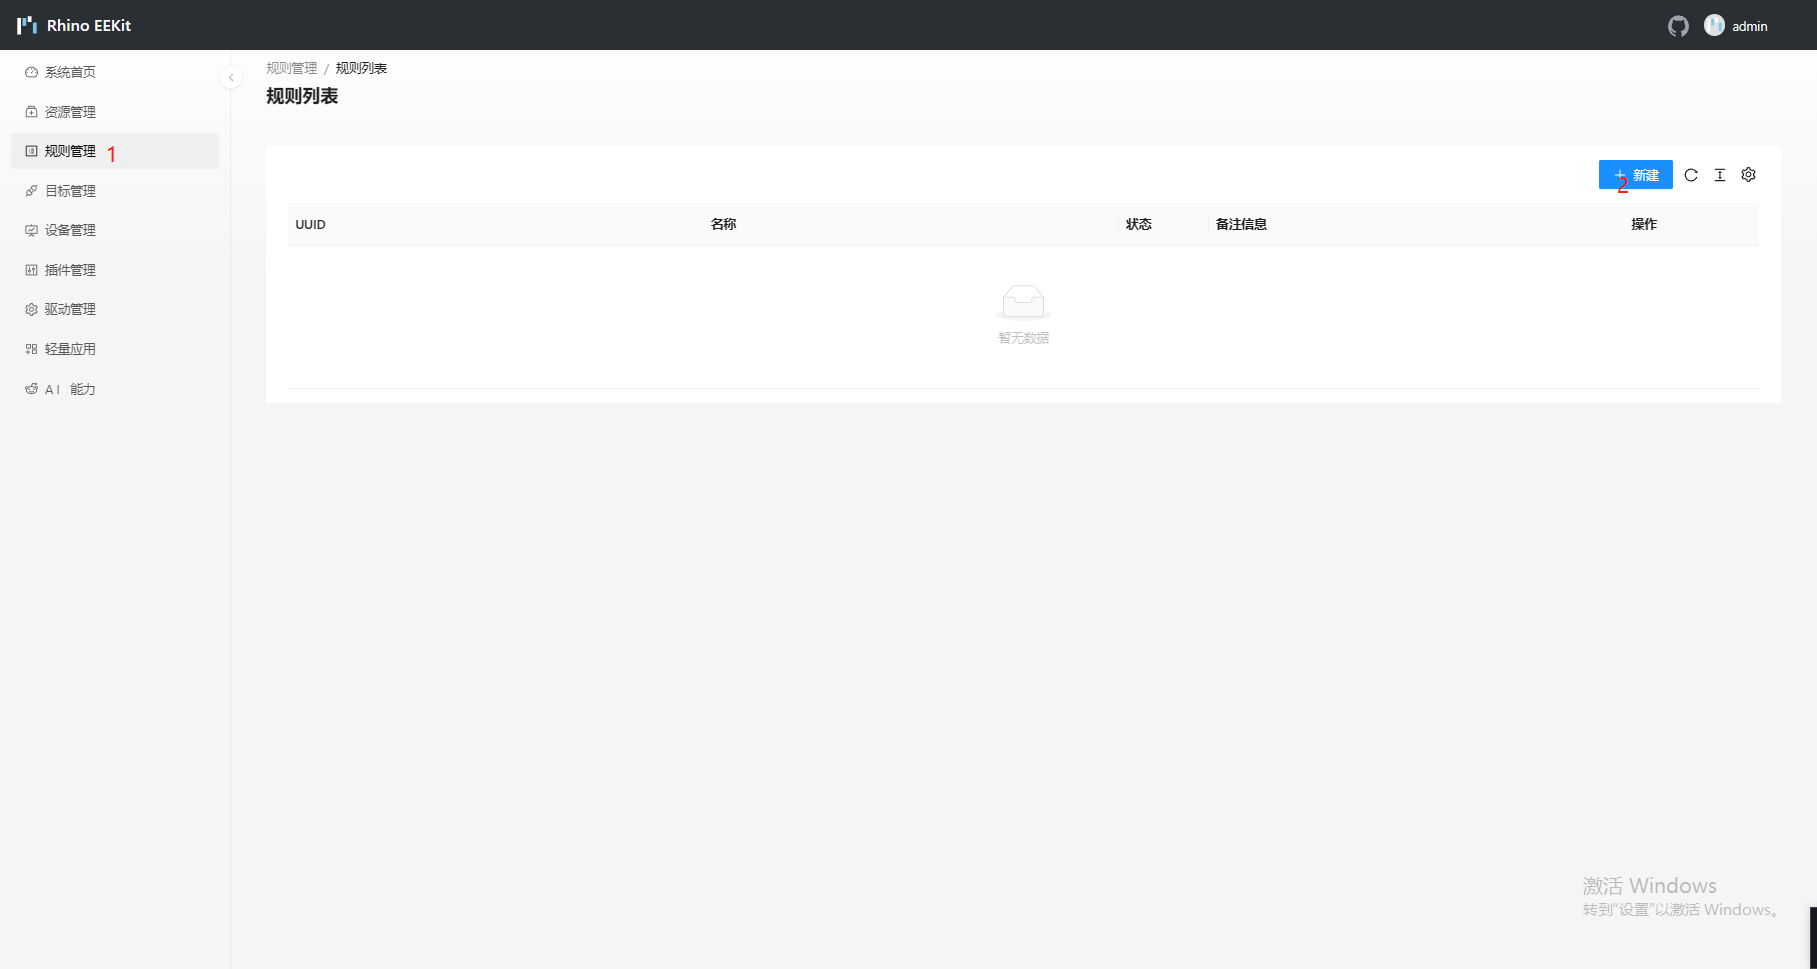 Rhino EEKit
admin
系统首页
资源管理
规则管理 1
目标管理
设备管理
插件管理
驱动管理
轻量应用
AI 能力
规则管理 / 规则列表
规则列表
新建
2
UUID 名称 状态 备注信息 操作
暂无数据
激活 Windows
转到“设置”以激活 Windows。